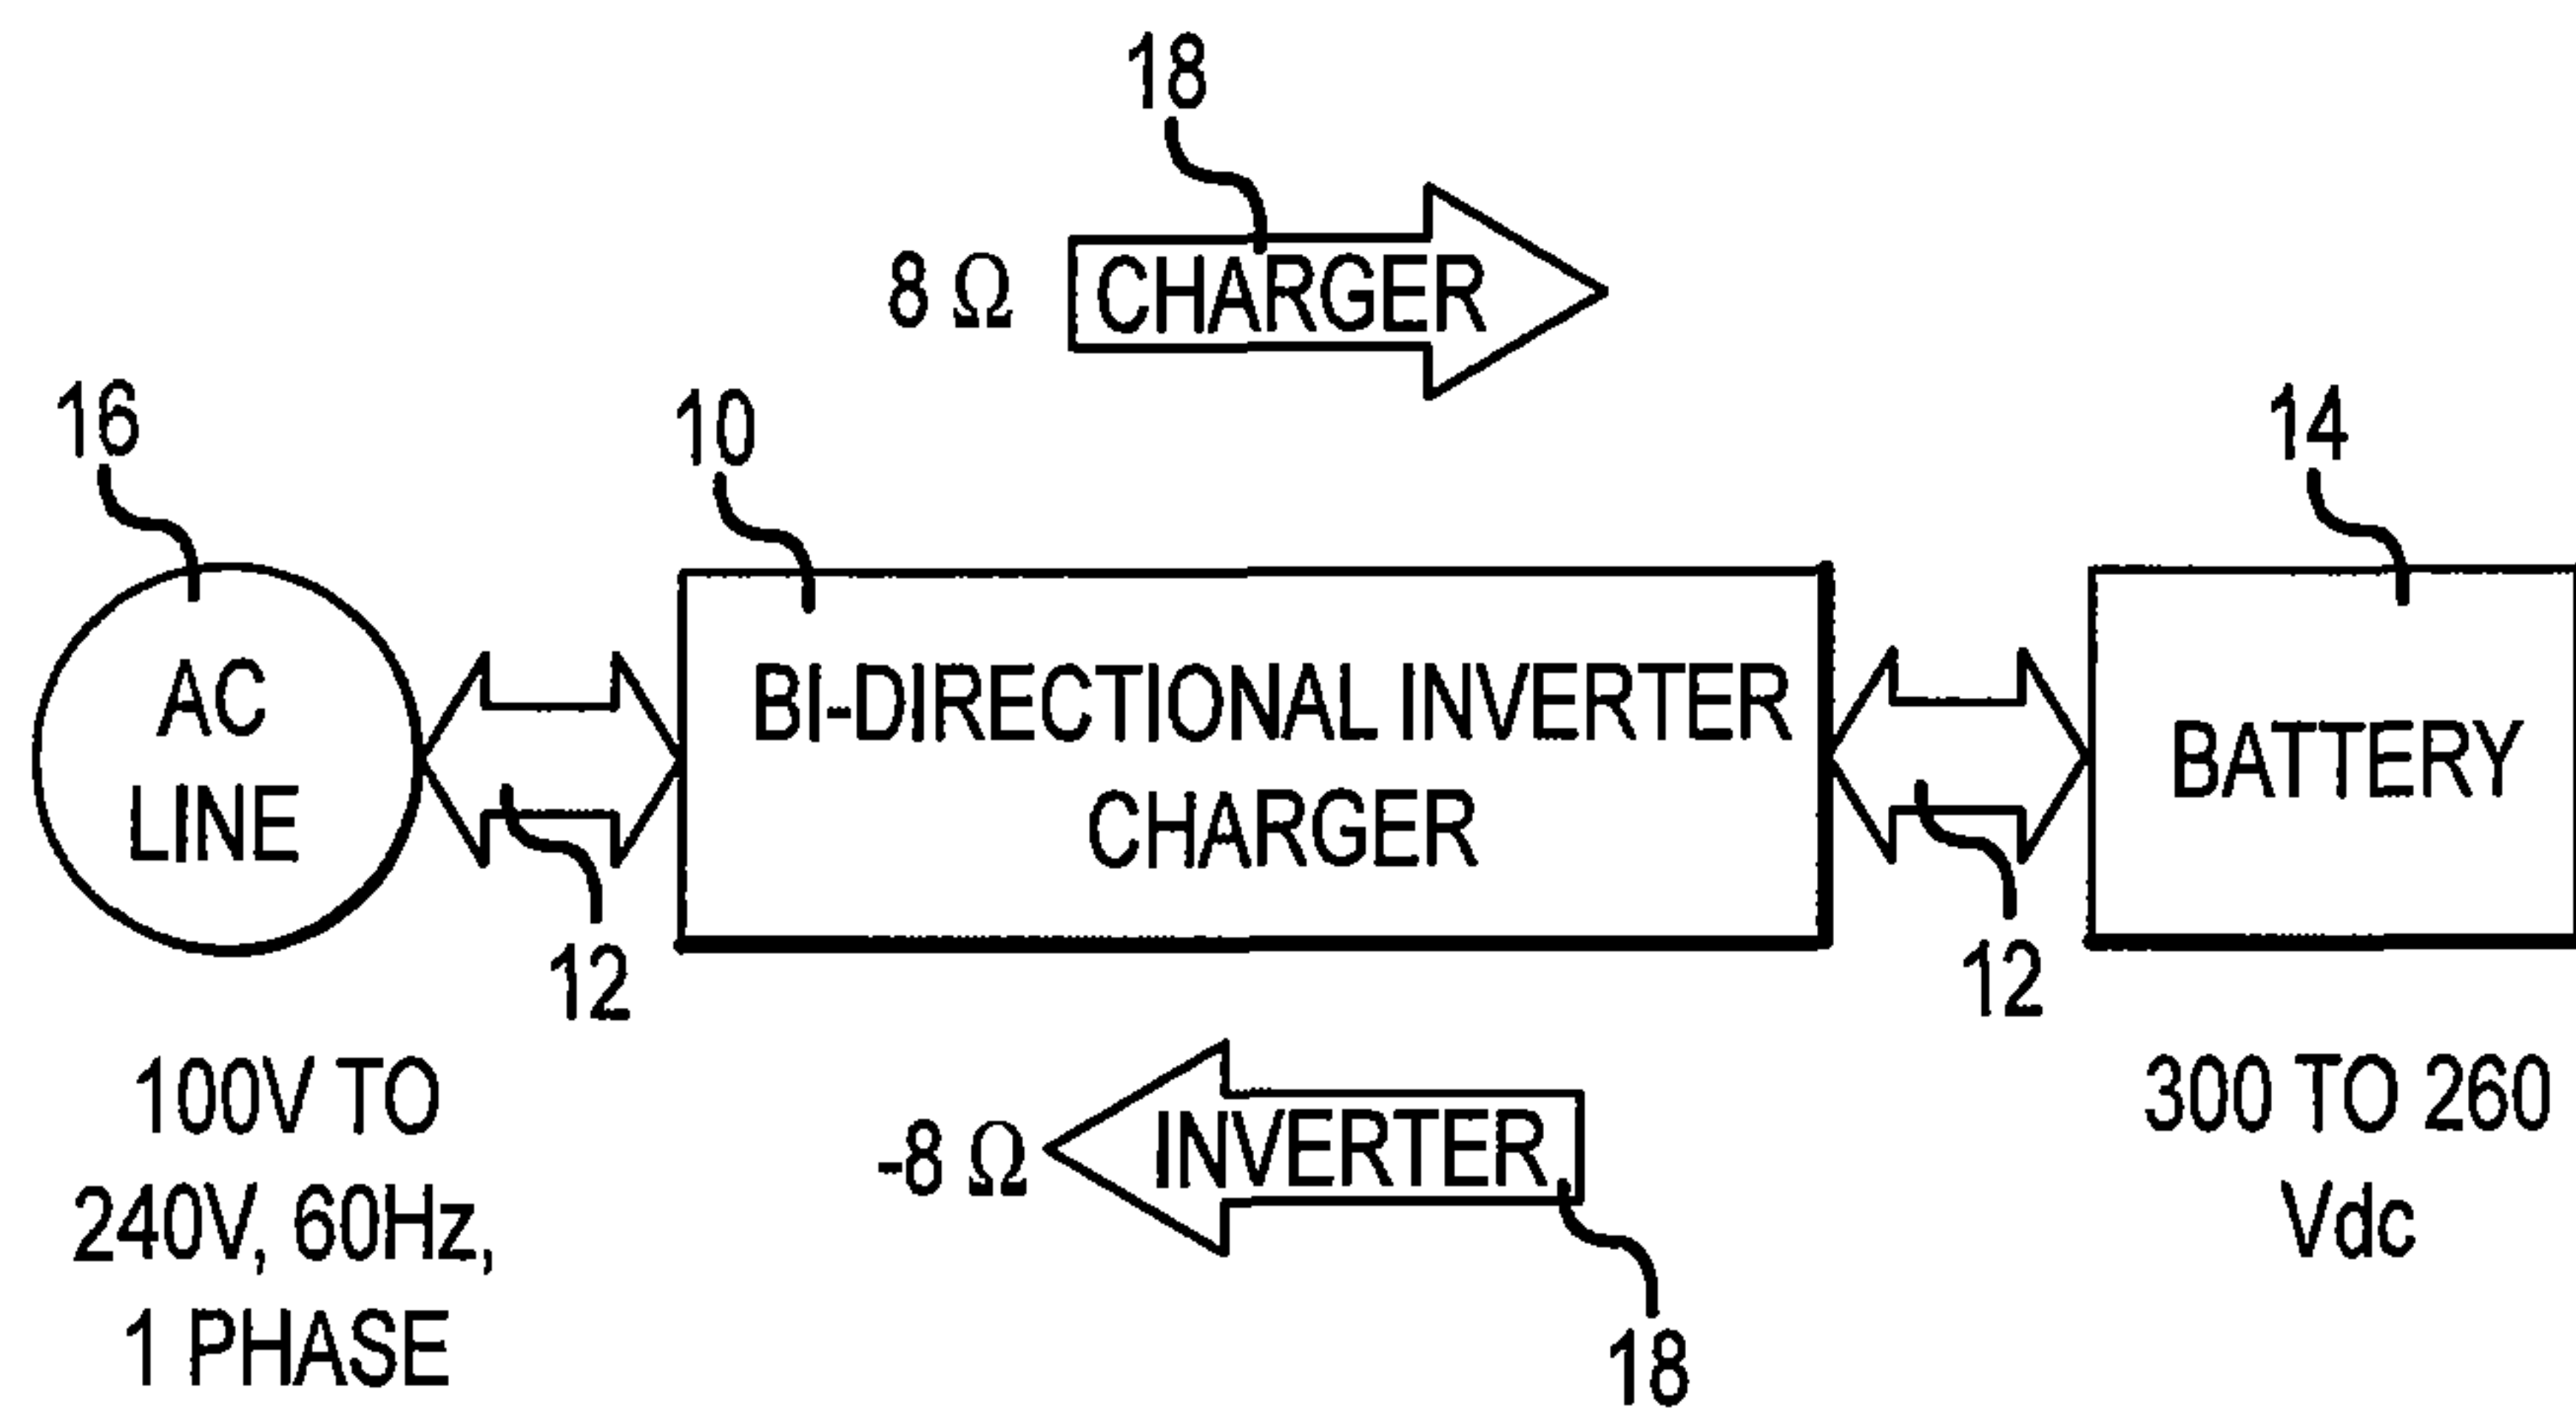 18
8 Ω CHARGER
16
10
14
AC
LINE
BI-DIRECTIONAL INVERTER
CHARGER
BATTERY
12
12
100V TO
240V, 60Hz,
1 PHASE
-8 Ω INVERTER
18
300 TO 260
Vdc